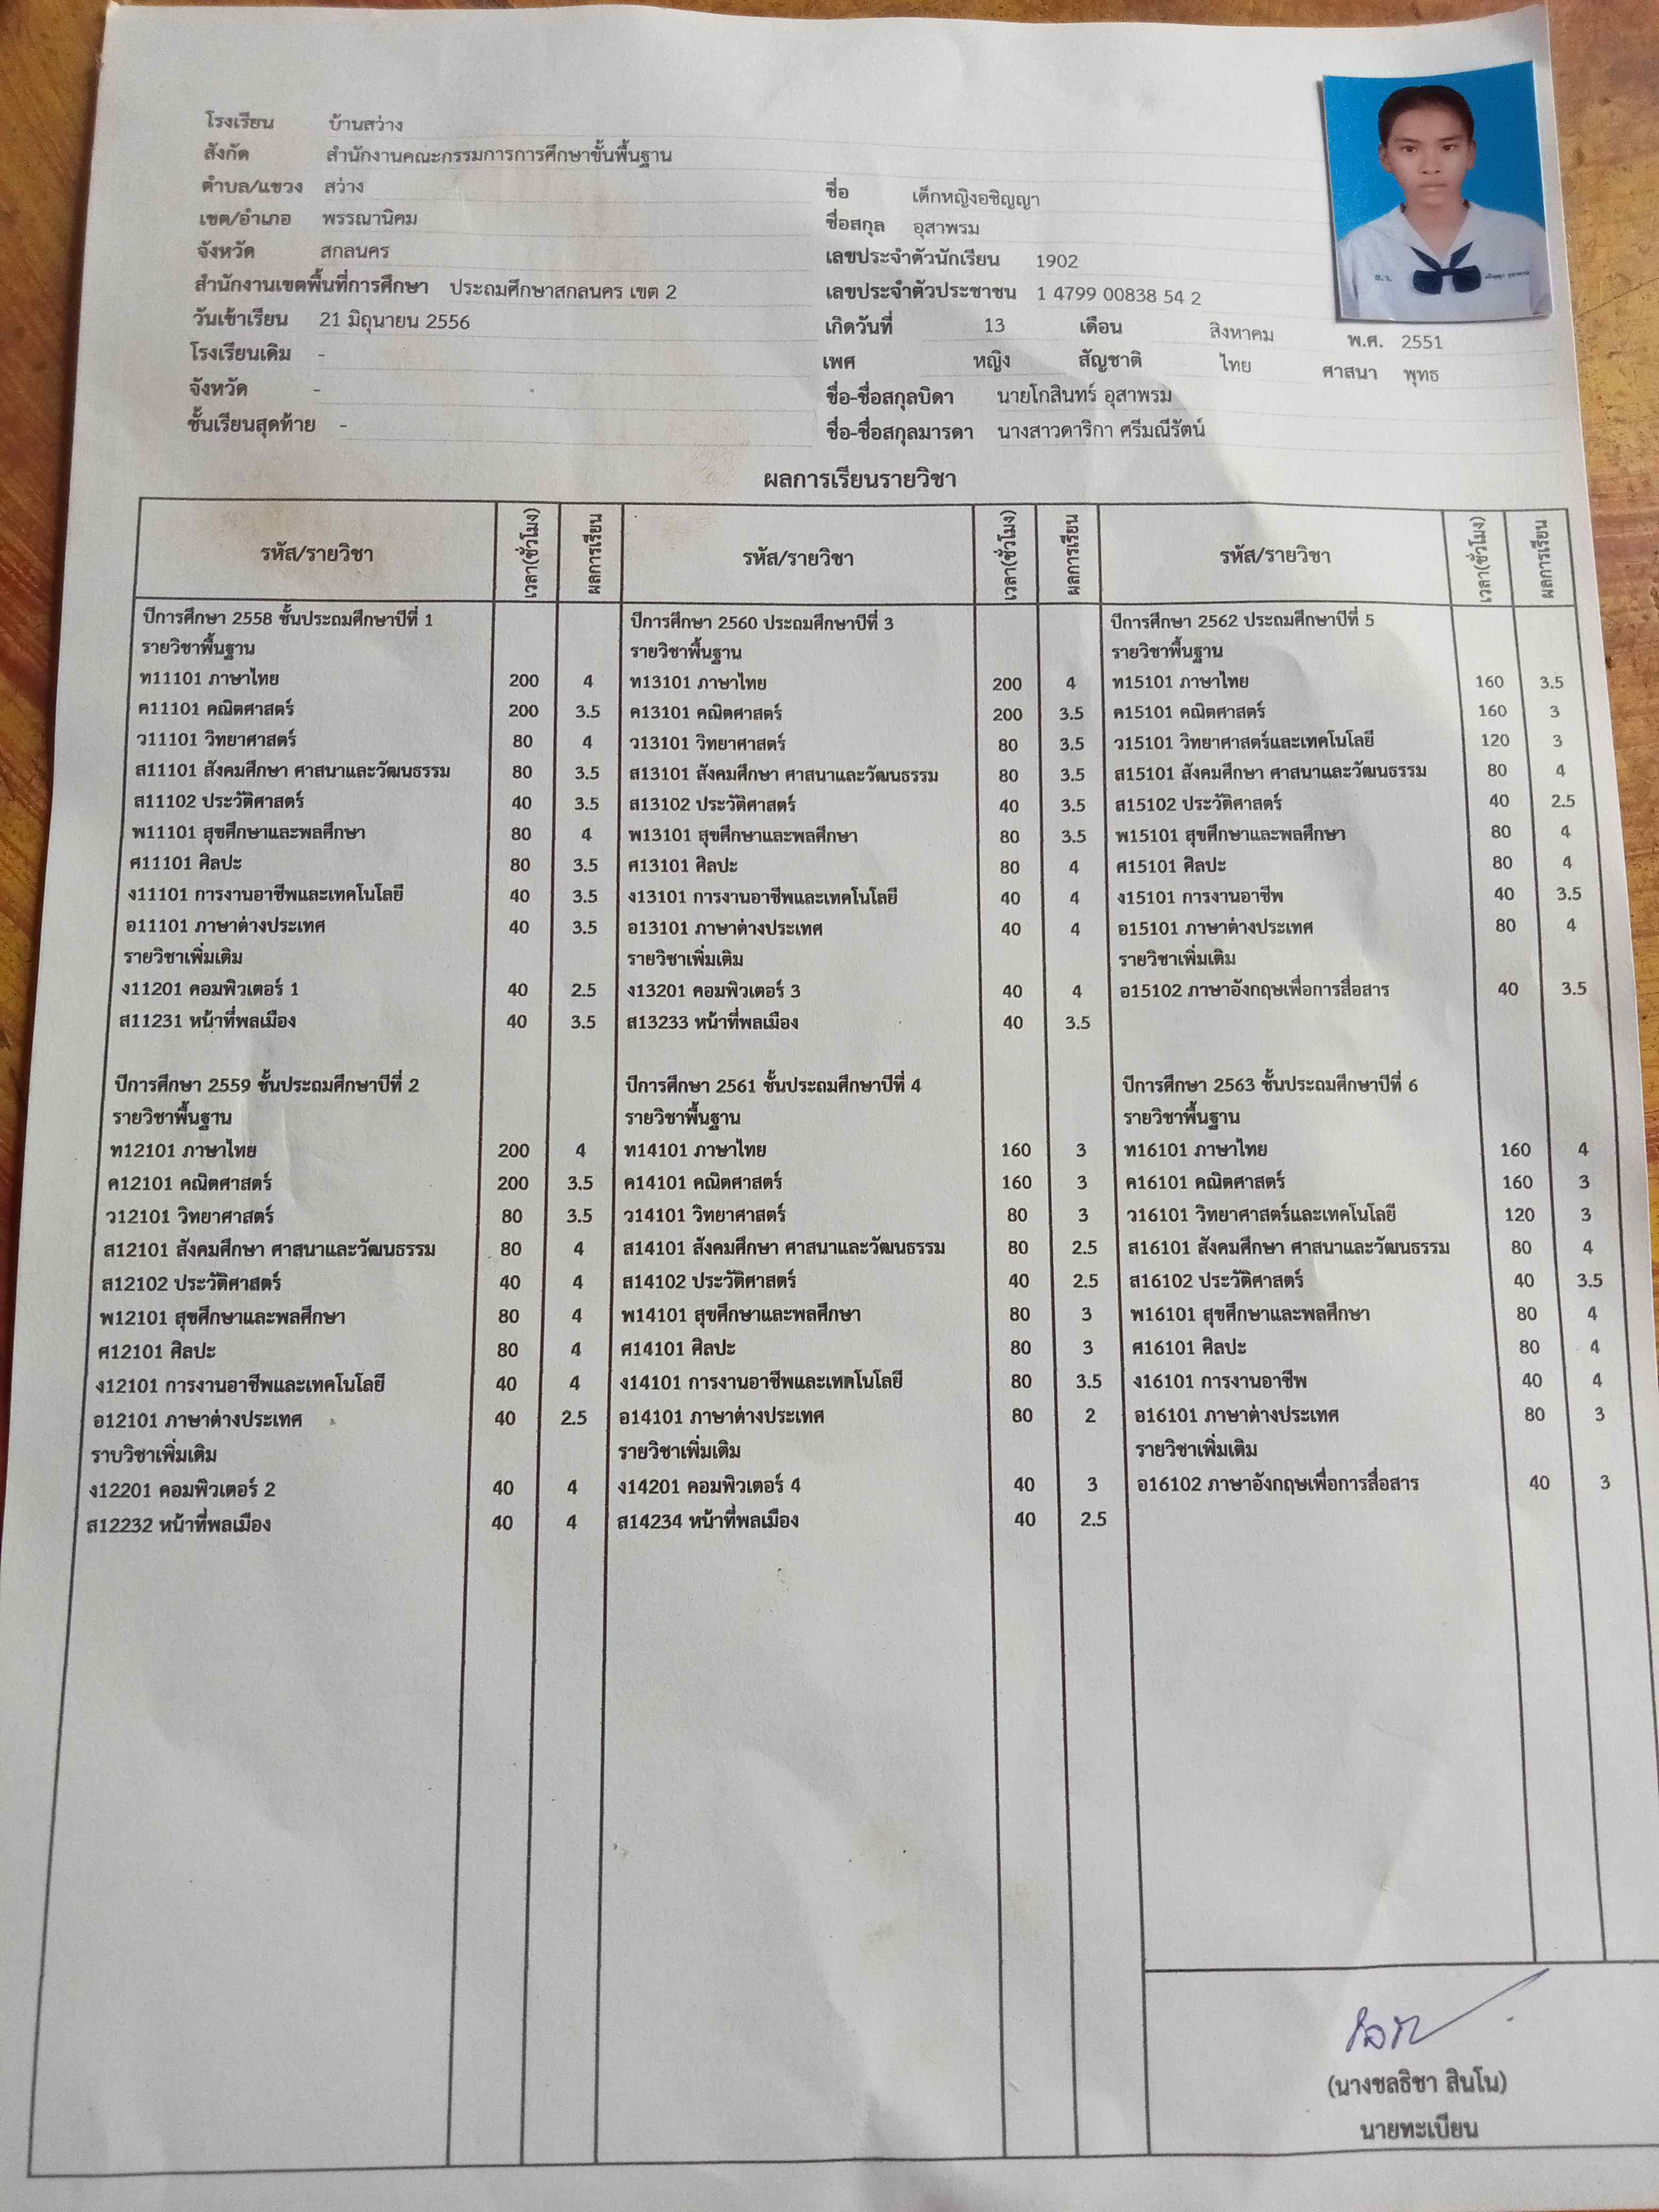 โรงเรียน บ้านสว่าง
สังกัด สำนักงานคณะกรรมการการศึกษาขั้นพื้นฐาน
ตำบล/แขวง สว่าง
เขต/อำเภอ พรรณานิคม
จังหวัด สกลนคร
สำนักงานเขตพื้นที่การศึกษา ประถมศึกษาสกลนคร เขต 2
วันเข้าเรียน 21 มิถุนายน 2556
โรงเรียนเดิม -
จังหวัด -
ชั้นเรียนสุดท้าย -
ชื่อ เด็กหญิงอชิญญา
ชื่อสกุล อุสาพรม
เลขประจำตัวนักเรียน 1902
เลขประจำตัวประชาชน 1 4799 00838 54 2
เกิดวันที่ 13 เดือน สิงหาคม พ.ศ. 2551
เพศ หญิง สัญชาติ ไทย ศาสนา พุทธ
ชื่อ-ชื่อสกุลบิดา นายโกสินทร์ อุสาพรม
ชื่อ-ชื่อสกุลมารดา นางสาวดาริกา ศรีมณีรัตน์
ผลการเรียนรายวิชา
รหัส/รายวิชา เวลา(ชั่วโมง) ผลการเรียน
ปีการศึกษา 2558 ชั้นประถมศึกษาปีที่ 1
รายวิชาพื้นฐาน
ท11101 ภาษาไทย 200 4
ค11101 คณิตศาสตร์ 200 3.5
ว11101 วิทยาศาสตร์ 80 4
ส11101 สังคมศึกษา ศาสนาและวัฒนธรรม 80 3.5
ส11102 ประวัติศาสตร์ 40 3.5
พ11101 สุขศึกษาและพลศึกษา 80 4
ศ11101 ศิลปะ 80 3.5
ง11101 การงานอาชีพและเทคโนโลยี 40 3.5
อ11101 ภาษาต่างประเทศ 40 3.5
รายวิชาเพิ่มเติม
ง11201 คอมพิวเตอร์ 1 40 2.5
ส11231 หน้าที่พลเมือง 40 3.5
ปีการศึกษา 2559 ชั้นประถมศึกษาปีที่ 2
รายวิชาพื้นฐาน
ท12101 ภาษาไทย 200 4
ค12101 คณิตศาสตร์ 200 3.5
ว12101 วิทยาศาสตร์ 80 3.5
ส12101 สังคมศึกษา ศาสนาและวัฒนธรรม 80 4
ส12102 ประวัติศาสตร์ 40 4
พ12101 สุขศึกษาและพลศึกษา 80 4
ศ12101 ศิลปะ 80 4
ง12101 การงานอาชีพและเทคโนโลยี 40 4
อ12101 ภาษาต่างประเทศ 40 2.5
ราบวิชาเพิ่มเติม
ง12201 คอมพิวเตอร์ 2 40 4
ส12232 หน้าที่พลเมือง 40 4
รหัส/รายวิชา เวลา(ชั่วโมง) ผลการเรียน
ปีการศึกษา 2560 ประถมศึกษาปีที่ 3
รายวิชาพื้นฐาน
ท13101 ภาษาไทย 200 4
ค13101 คณิตศาสตร์ 200 3.5
ว13101 วิทยาศาสตร์ 80 3.5
ส13101 สังคมศึกษา ศาสนาและวัฒนธรรม 80 3.5
ส13102 ประวัติศาสตร์ 40 3.5
พ13101 สุขศึกษาและพลศึกษา 80 3.5
ศ13101 ศิลปะ 80 4
ง13101 การงานอาชีพและเทคโนโลยี 40 4
อ13101 ภาษาต่างประเทศ 40 4
รายวิชาเพิ่มเติม
ง13201 คอมพิวเตอร์ 3 40 4
ส13233 หน้าที่พลเมือง 40 3.5
ปีการศึกษา 2561 ชั้นประถมศึกษาปีที่ 4
รายวิชาพื้นฐาน
ท14101 ภาษาไทย 160 3
ค14101 คณิตศาสตร์ 160 3
ว14101 วิทยาศาสตร์ 80 3
ส14101 สังคมศึกษา ศาสนาและวัฒนธรรม 80 2.5
ส14102 ประวัติศาสตร์ 40 2.5
พ14101 สุขศึกษาและพลศึกษา 80 3
ศ14101 ศิลปะ 80 3
ง14101 การงานอาชีพและเทคโนโลยี 80 3.5
อ14101 ภาษาต่างประเทศ 80 2
รายวิชาเพิ่มเติม
ง14201 คอมพิวเตอร์ 4 40 3
ส14234 หน้าที่พลเมือง 40 2.5
รหัส/รายวิชา เวลา(ชั่วโมง) ผลการเรียน
ปีการศึกษา 2562 ประถมศึกษาปีที่ 5
รายวิชาพื้นฐาน
ท15101 ภาษาไทย 160 3.5
ค15101 คณิตศาสตร์ 160 3
ว15101 วิทยาศาสตร์และเทคโนโลยี 120 3
ส15101 สังคมศึกษา ศาสนาและวัฒนธรรม 80 4
ส15102 ประวัติศาสตร์ 40 2.5
พ15101 สุขศึกษาและพลศึกษา 80 4
ศ15101 ศิลปะ 80 4
ง15101 การงานอาชีพ 40 3.5
อ15101 ภาษาต่างประเทศ 80 4
รายวิชาเพิ่มเติม
อ15102 ภาษาอังกฤษเพื่อการสื่อสาร 40 3.5
ปีการศึกษา 2563 ชั้นประถมศึกษาปีที่ 6
รายวิชาพื้นฐาน
ท16101 ภาษาไทย 160 4
ค16101 คณิตศาสตร์ 160 3
ว16101 วิทยาศาสตร์และเทคโนโลยี 120 3
ส16101 สังคมศึกษา ศาสนาและวัฒนธรรม 80 4
ส16102 ประวัติศาสตร์ 40 3.5
พ16101 สุขศึกษาและพลศึกษา 80 4
ศ16101 ศิลปะ 80 4
ง16101 การงานอาชีพ 40 4
อ16101 ภาษาต่างประเทศ 80 3
รายวิชาเพิ่มเติม
อ16102 ภาษาอังกฤษเพื่อการสื่อสาร 40 3
(นางชลธิชา สินโน)
นายทะเบียน